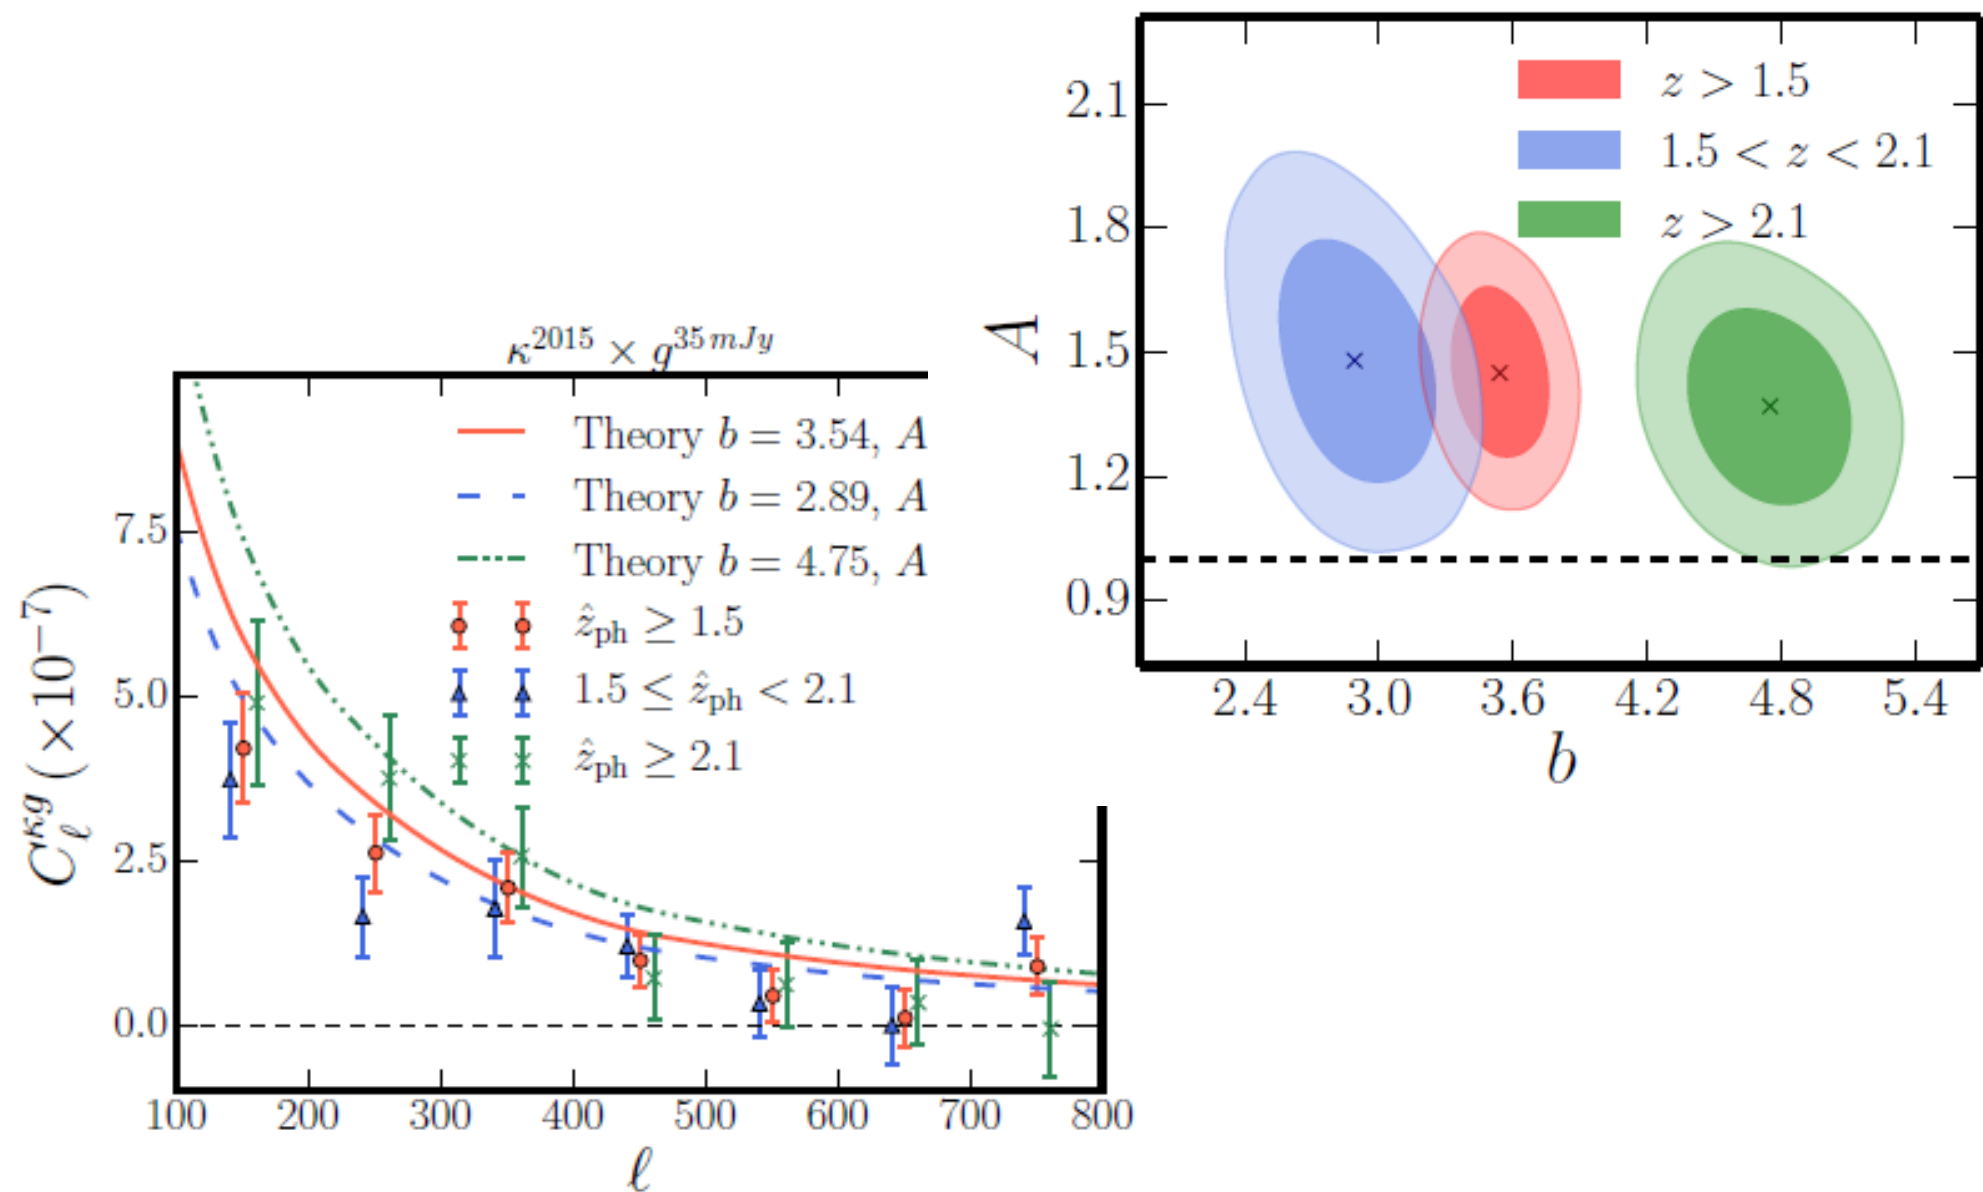 κ^2015 × g^35 mJy
Theory b = 3.54, A
Theory b = 2.89, A
Theory b = 4.75, A
ẑ_ph ≥ 1.5
1.5 ≤ ẑ_ph < 2.1
ẑ_ph ≥ 2.1
C_ℓ^κg (×10^−7)
7.5
5.0
2.5
0.0
100 200 300 400 500 600 700 800
ℓ
z > 1.5
1.5 < z < 2.1
z > 2.1
A
2.1
1.8
1.5
1.2
0.9
2.4 3.0 3.6 4.2 4.8 5.4
b